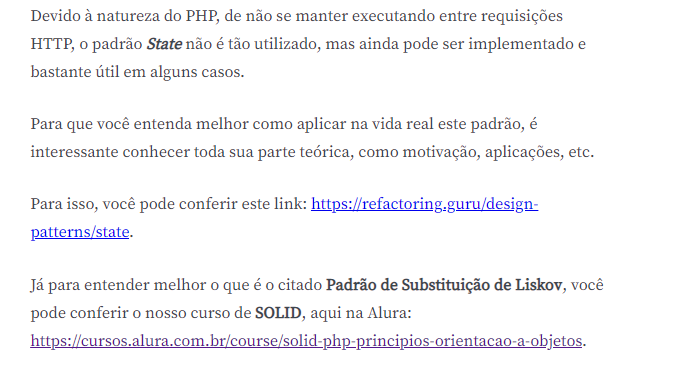 Devido à natureza do PHP, de não se manter executando entre requisições
HTTP, o padrão State não é tão utilizado, mas ainda pode ser implementado e
bastante útil em alguns casos.
Para que você entenda melhor como aplicar na vida real este padrão, é
interessante conhecer toda sua parte teórica, como motivação, aplicações, etc.
Para isso, você pode conferir este link: https://refactoring.guru/design-
patterns/state.
Já para entender melhor o que é o citado Padrão de Substituição de Liskov, você
pode conferir o nosso curso de SOLID, aqui na Alura:
https://cursos.alura.com.br/course/solid-php-principios-orientacao-a-objetos.